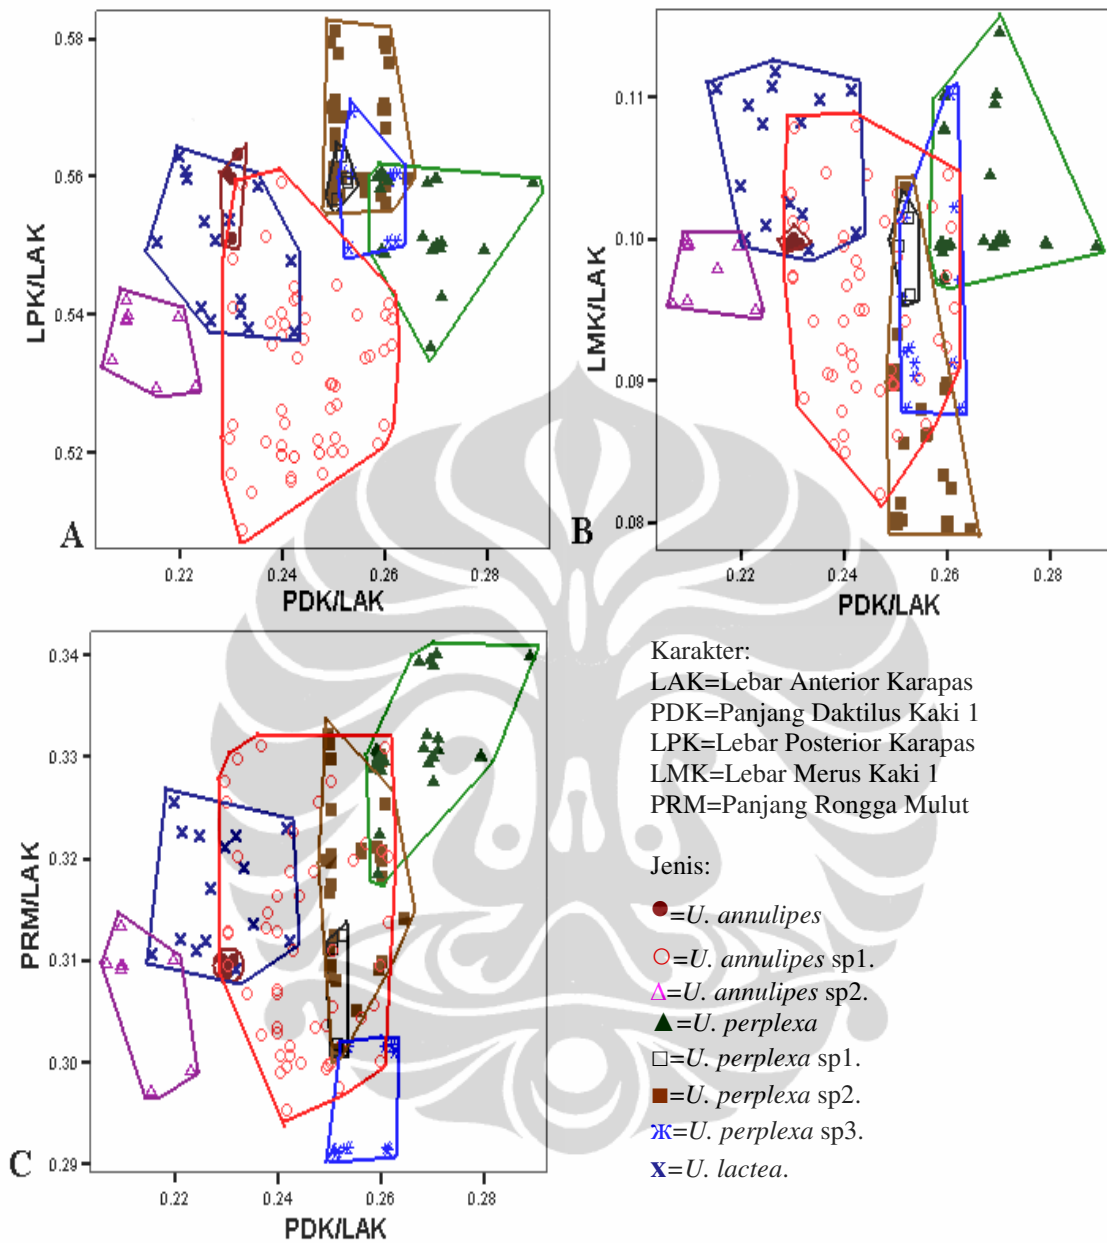 0.58
0.56
0.54
0.52
LPK/LAK
A
0.22 0.24 0.26 0.28
PDK/LAK
0.11
0.10
0.09
0.08
LMK/LAK
B
0.22 0.24 0.26 0.28
PDK/LAK
0.34
0.33
0.32
0.31
0.30
0.29
PRM/LAK
C
0.22 0.24 0.26 0.28
PDK/LAK
Karakter:
LAK=Lebar Anterior Karapas
PDK=Panjang Daktilus Kaki 1
LPK=Lebar Posterior Karapas
LMK=Lebar Merus Kaki 1
PRM=Panjang Rongga Mulut
Jenis:
=U. annulipes
=U. annulipes sp1.
=U. annulipes sp2.
=U. perplexa
=U. perplexa sp1.
=U. perplexa sp2.
ж=U. perplexa sp3.
x=U. lactea.